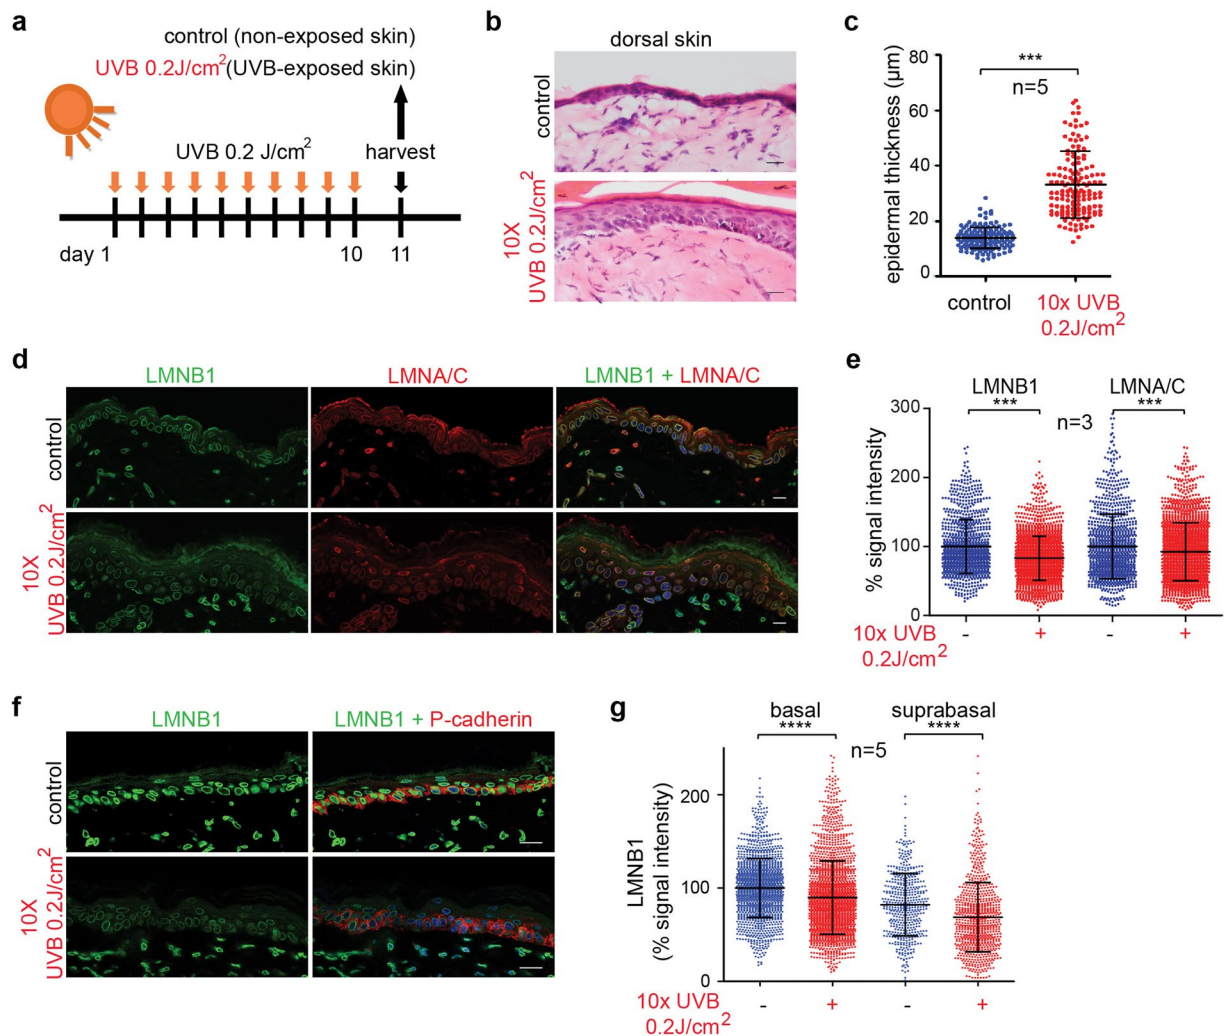 a
control (non-exposed skin)
UVB 0.2J/cm2(UVB-exposed skin)
UVB 0.2 J/cm2
harvest
day 1
10
11
b
dorsal skin
control
10X
UVB 0.2J/cm2
c
epidermal thickness (µm)
80
60
40
20
0
***
n=5
control
10x UVB
0.2J/cm2
d
LMNB1
LMNA/C
LMNB1 + LMNA/C
control
10X
UVB 0.2J/cm2
e
LMNB1
LMNA/C
***
***
n=3
% signal intensity
300
200
100
0
10x UVB
0.2J/cm2
- + - +
f
LMNB1
LMNB1 + P-cadherin
control
10X
UVB 0.2J/cm2
g
basal
suprabasal
****
****
n=5
LMNB1
(% signal intensity)
200
100
0
10x UVB
0.2J/cm2
- + - +